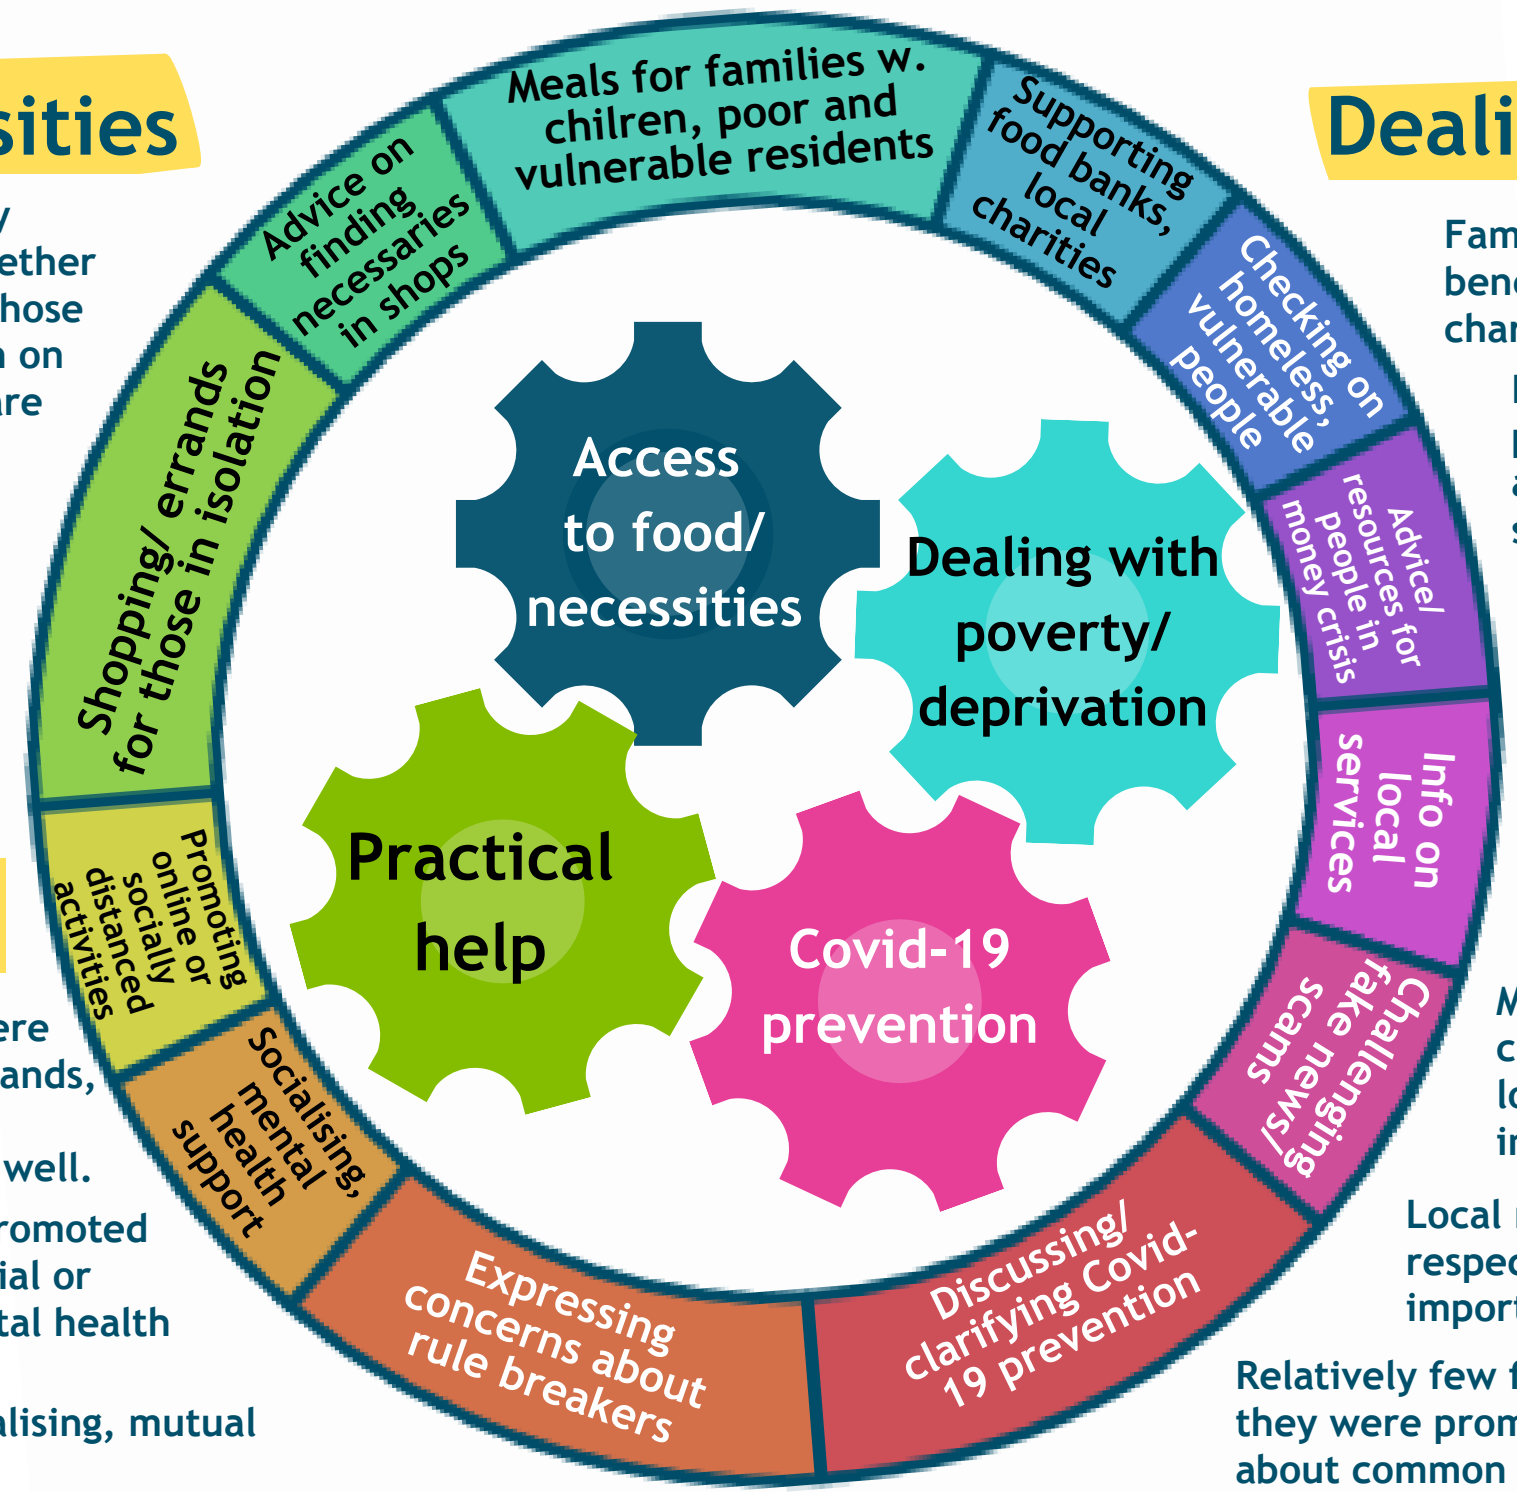 sities
ether
hose
on
are
Deali
Meals for families w.
chilren, poor and
vulnerable residents
Supporting
food banks,
local
charities
Checking on
homeless,
vulnerable
people
Advice/
resources for
people in
money crisis
Info on
local
services
Challenging
fake news/
scams
Discussing/
clarifying Covid-
19 prevention
Expressing
concerns about
rule breakers
Socialising,
mental
health
support
Promoting
online or
socially
distanced
activities
Shopping/ errands
for those in isolation
Advice on
finding
necessaries
in shops
Access
to food/
necessities
Dealing with
poverty/
deprivation
Practical
help
Covid-19
prevention
Fam
bene
char
ere
ands,
well.
romoted
ial or
tal health
alising, mutual
Local
respec
import
Relatively few f
they were prom
about common